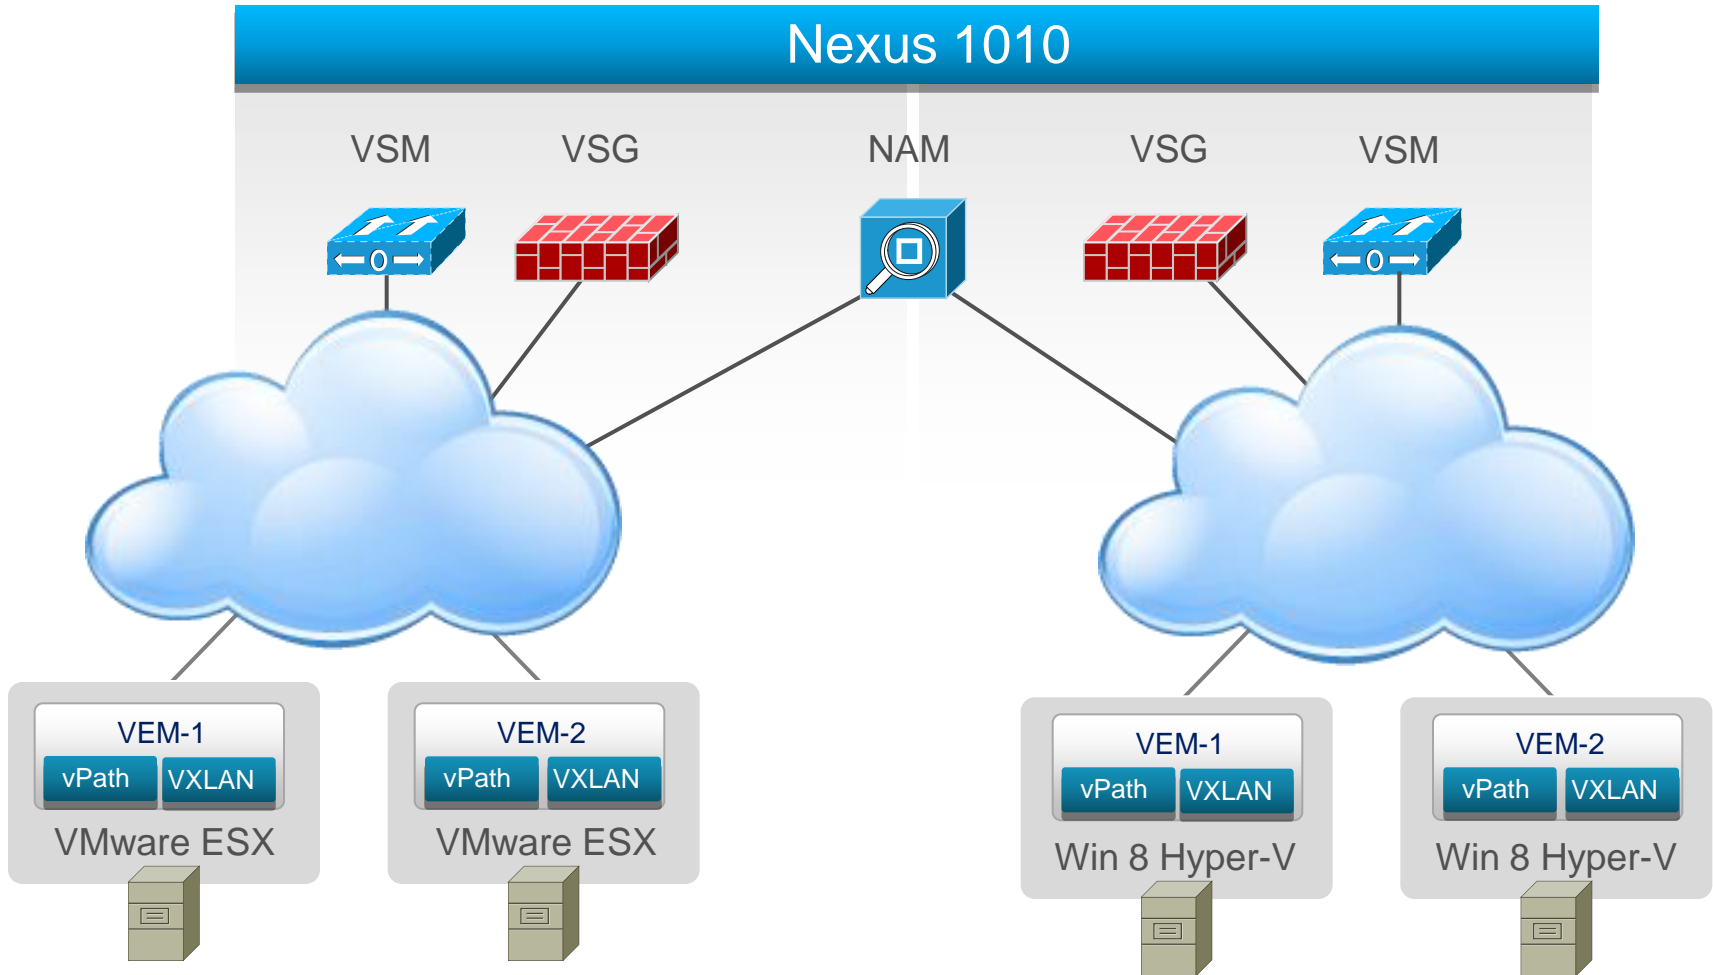 Nexus 1010
VSM VSG NAM VSG VSM
VEM-1
vPath VXLAN
VMware ESX
VEM-2
vPath VXLAN
VMware ESX
VEM-1
vPath VXLAN
Win 8 Hyper-V
VEM-2
vPath VXLAN
Win 8 Hyper-V